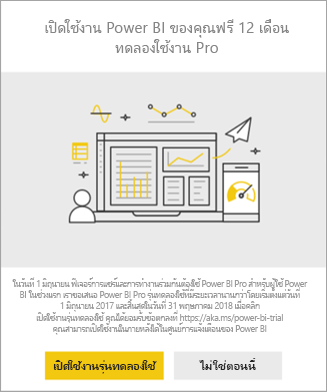 เปิดใช้งาน Power BI ของคุณฟรี 12 เดือน
ทดลองใช้งาน Pro
ในวันที่ 1 มิถุนายน ฟีเจอร์การแชร์และการทำงานร่วมกันต้องใช้ Power BI Pro สำหรับผู้ใช้ Power
BI ในช่วงแรก เราขอเสนอ Power BI Pro รุ่นทดลองใช้ที่มีระยะเวลานานกว่าโดยเริ่มตั้งแต่วันที่
1 มิถุนายน 2017 และสิ้นสุดในวันที่ 31 พฤษภาคม 2018 เมื่อคลิก
เปิดใช้งานรุ่นทดลองใช้ คุณได้ยอมรับข้อตกลงที่ https://aka.ms/power-bi-trial
คุณสามารถเปิดใช้งานในภายหลังได้ในศูนย์การแจ้งเตือนของ Power BI
เปิดใช้งานรุ่นทดลองใช้
ไม่ใช่ตอนนี้